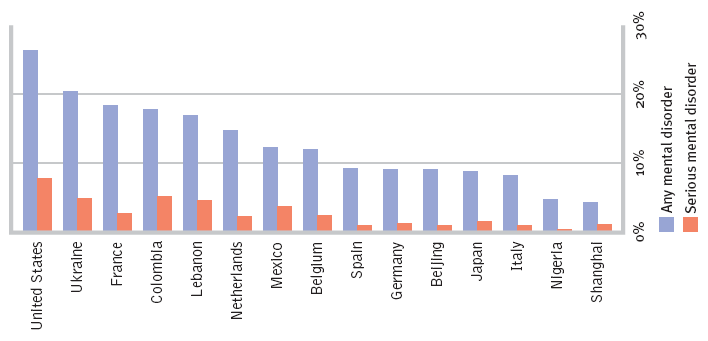 30%
20%
10%
0%
Any mental disorder
Serious mental disorder
United States
Ukraine
France
Colombia
Lebanon
Netherlands
Mexico
Belgium
Spain
Germany
Beijing
Japan
Italy
Nigeria
Shanghai